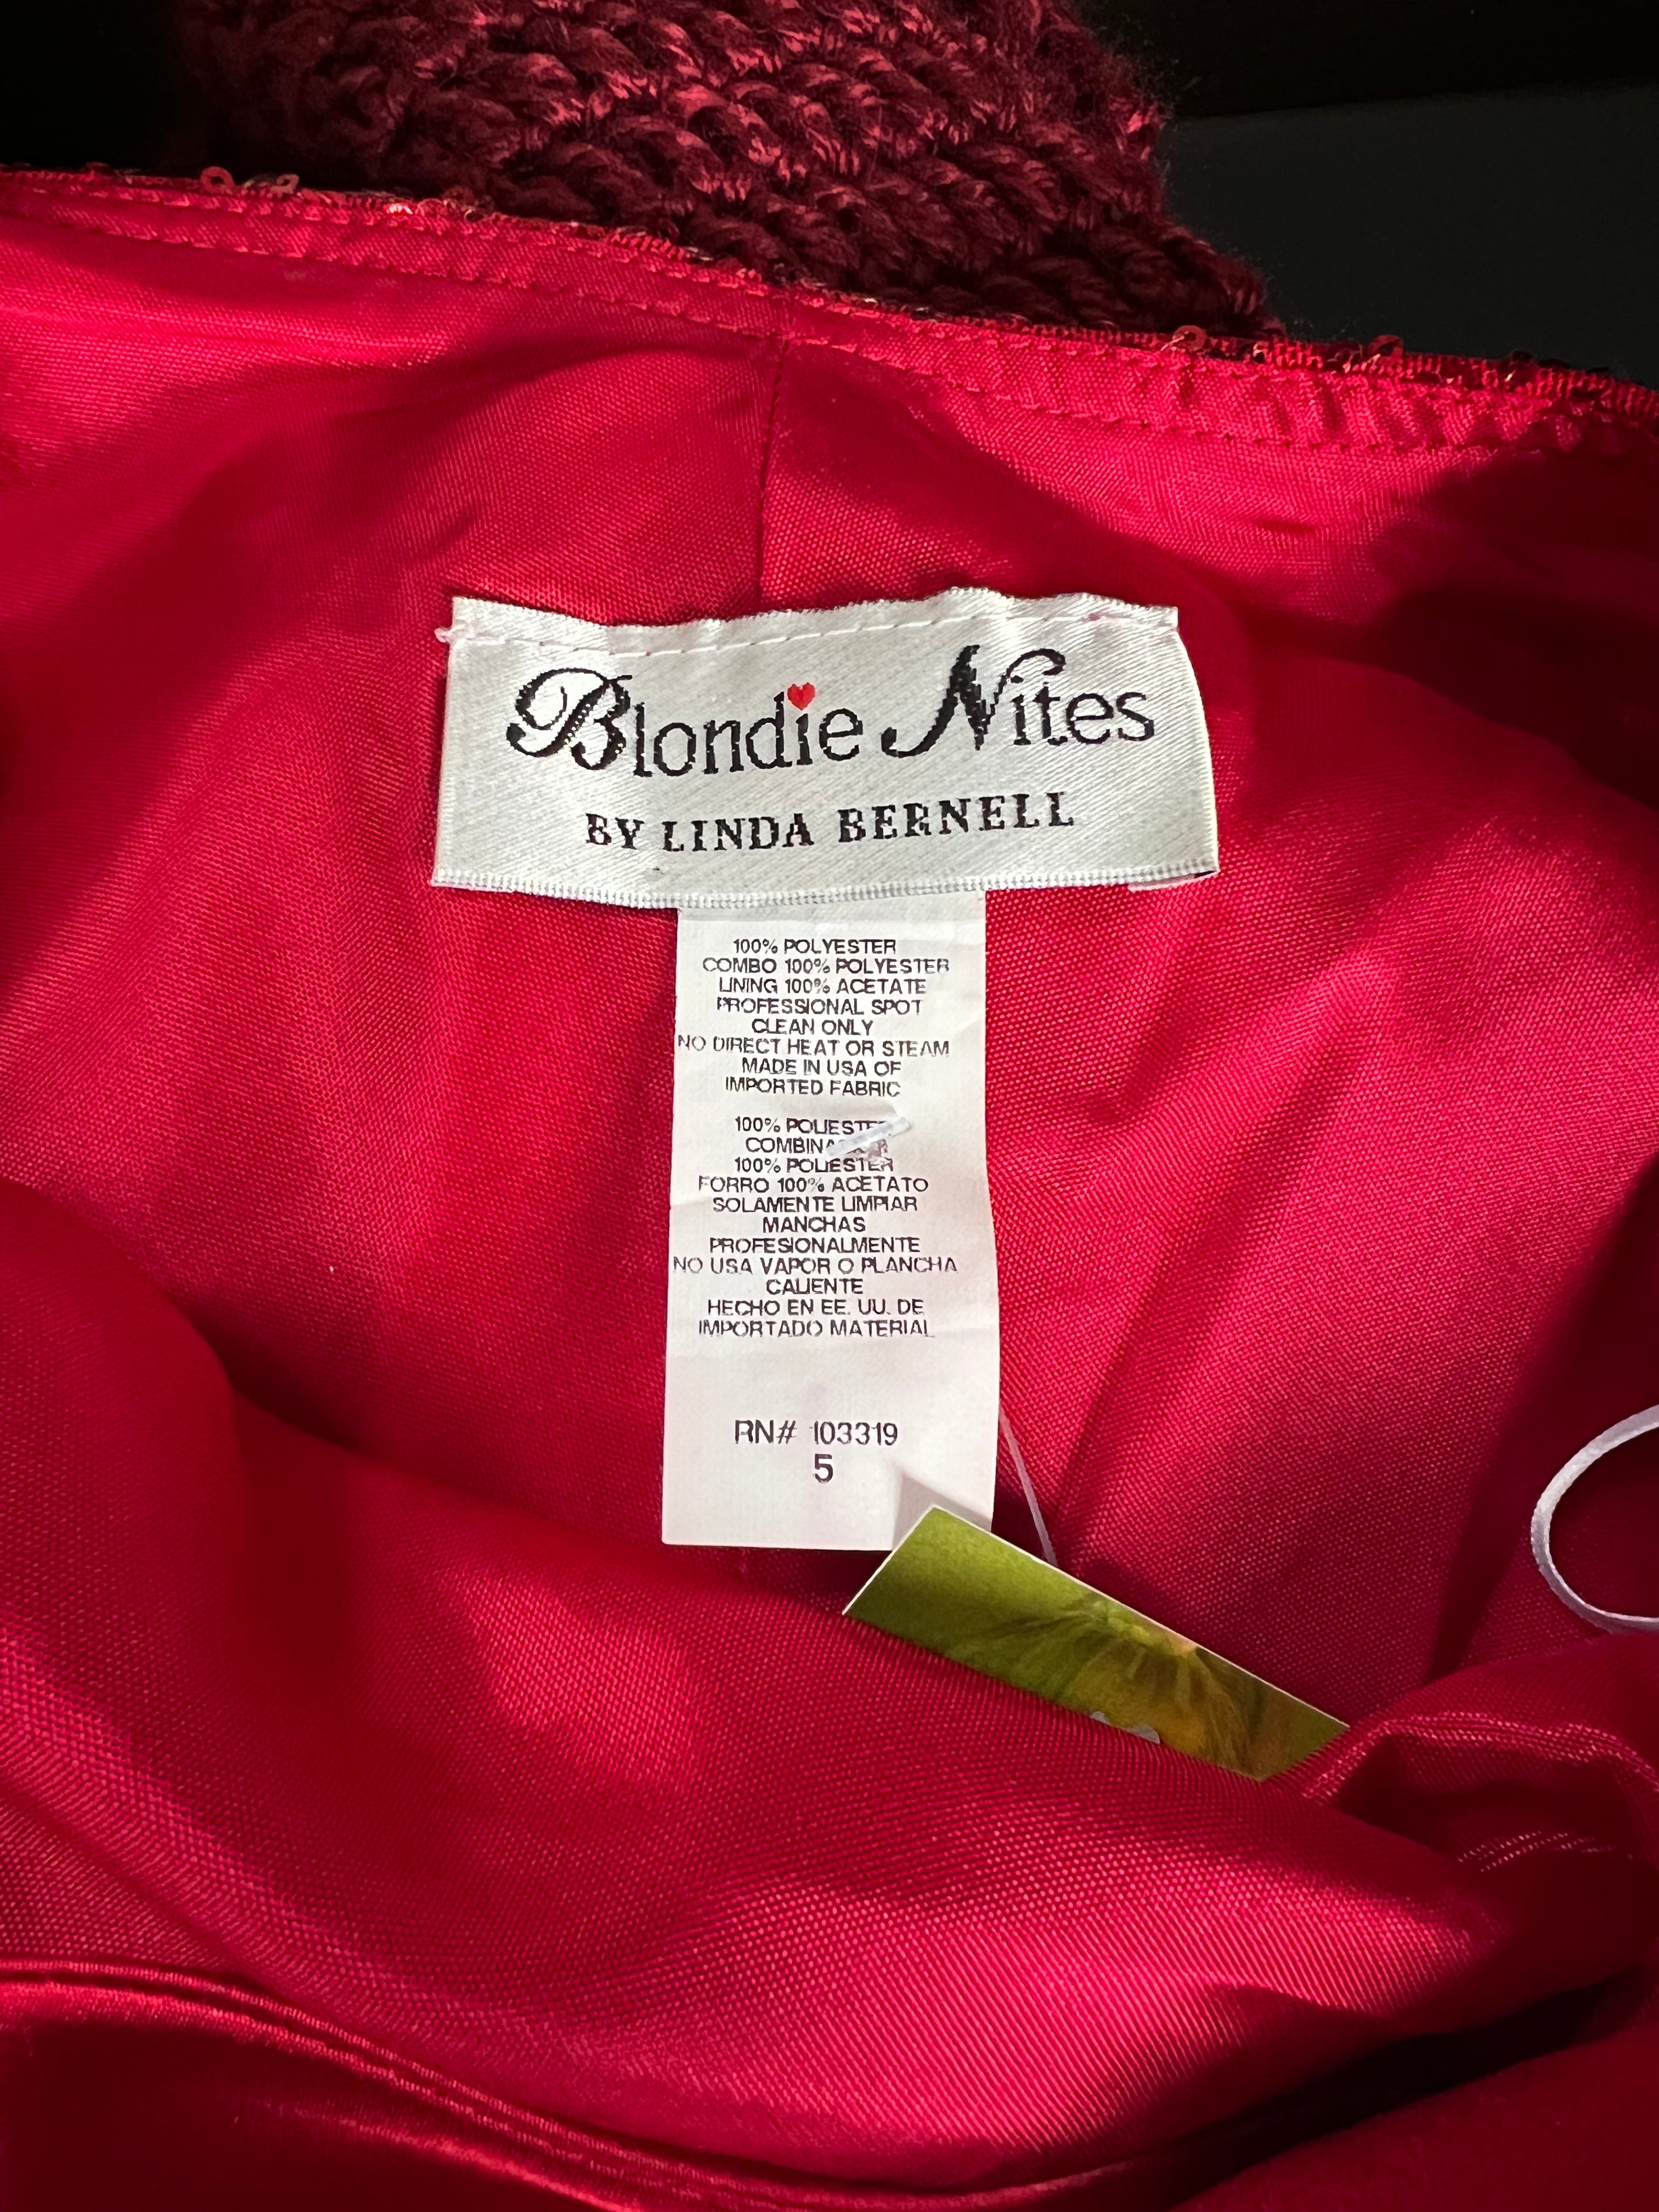 Blondie Nites
BY LINDA BERNELL
100% POLYESTER
COMBO 100% POLYESTER
LINING 100% ACETATE
PROFESSIONAL SPOT
CLEAN ONLY
NO DIRECT HEAT OR STEAM
MADE IN USA OF
IMPORTED FABRIC
100% POLIESTER
100% POLIESTER
FORRO 100% ACETATO
SOLAMENTE LIMPIAR
MANCHAS
PROFESIONALMENTE
NO USA VAPOR O PLANCHA
CALIENTE
HECHO EN EE. UU. DE
IMPORTADO MATERIAL
RN# 103319
5